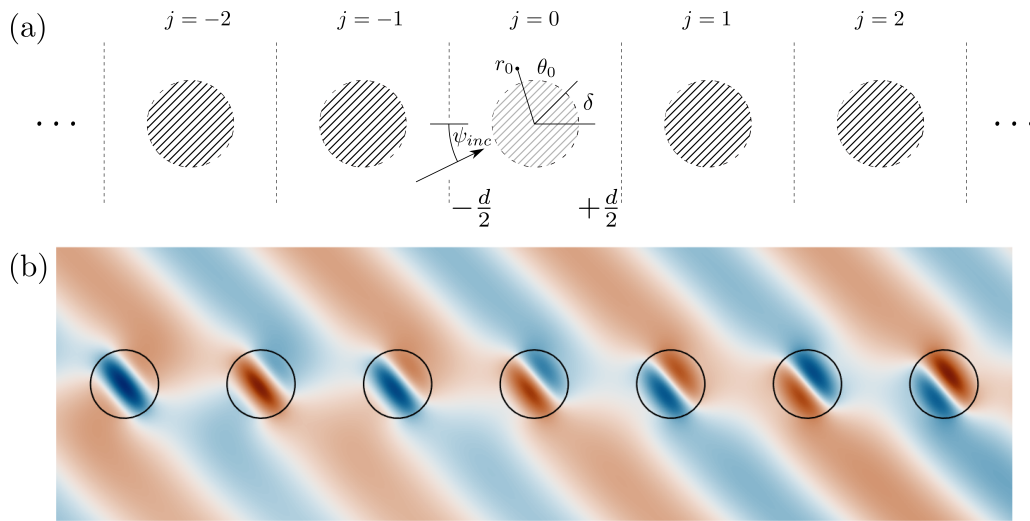 (a)
j = −2 j = −1 j = 0 j = 1 j = 2
r₀ θ₀ δ
· · · ψ_inc · · ·
−d/2 +d/2
(b)